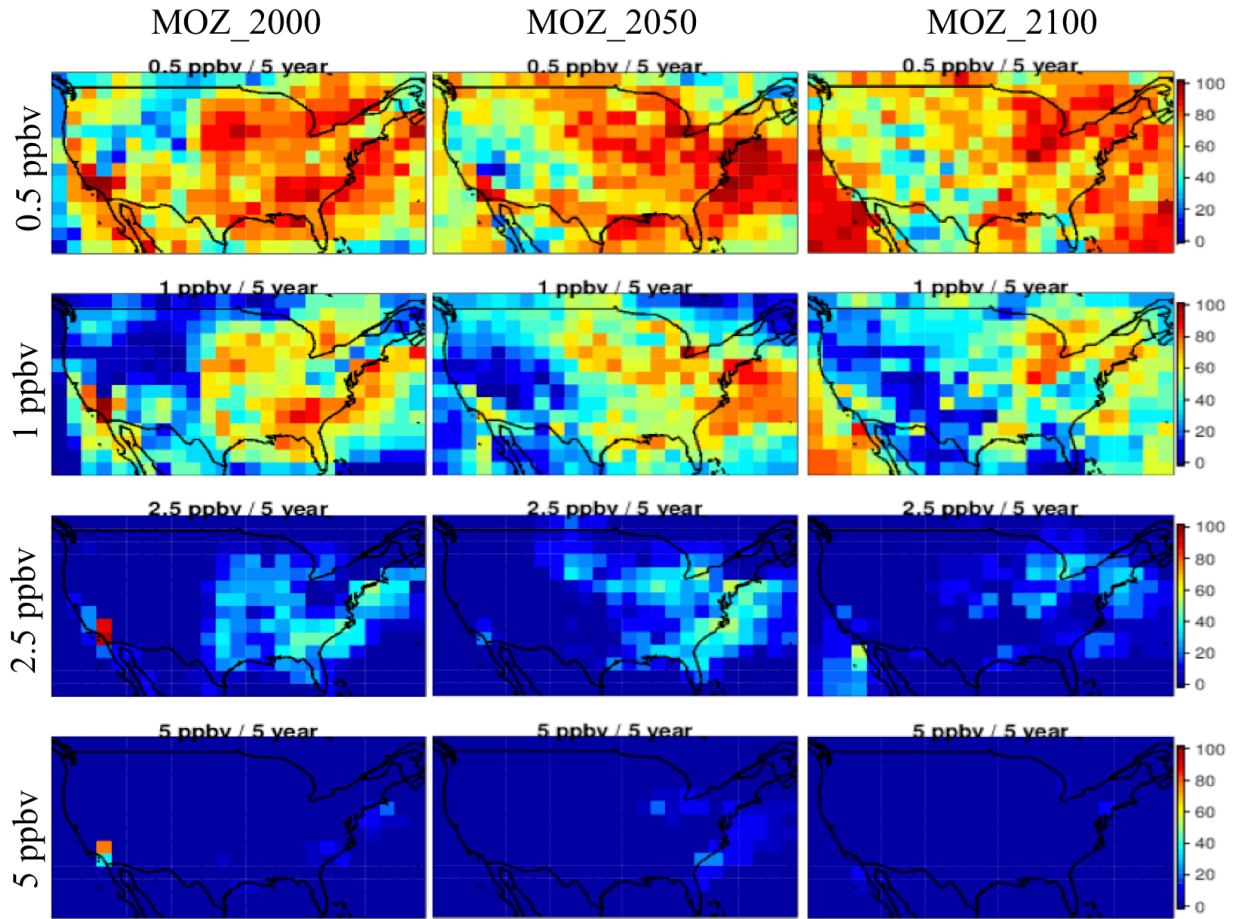 MOZ_2000 MOZ_2050 MOZ_2100
0.5 ppbv / 5 year 0.5 ppbv / 5 year 0.5 ppbv / 5 year
0.5 ppbv
100
80
60
40
20
0
1 ppbv / 5 year 1 ppbv / 5 year 1 ppbv / 5 year
1 ppbv
100
80
60
40
20
0
2.5 ppbv / 5 year 2.5 ppbv / 5 year 2.5 ppbv / 5 year
2.5 ppbv
100
80
60
40
20
0
5 ppbv / 5 year 5 ppbv / 5 year 5 ppbv / 5 year
5 ppbv
100
80
60
40
20
0